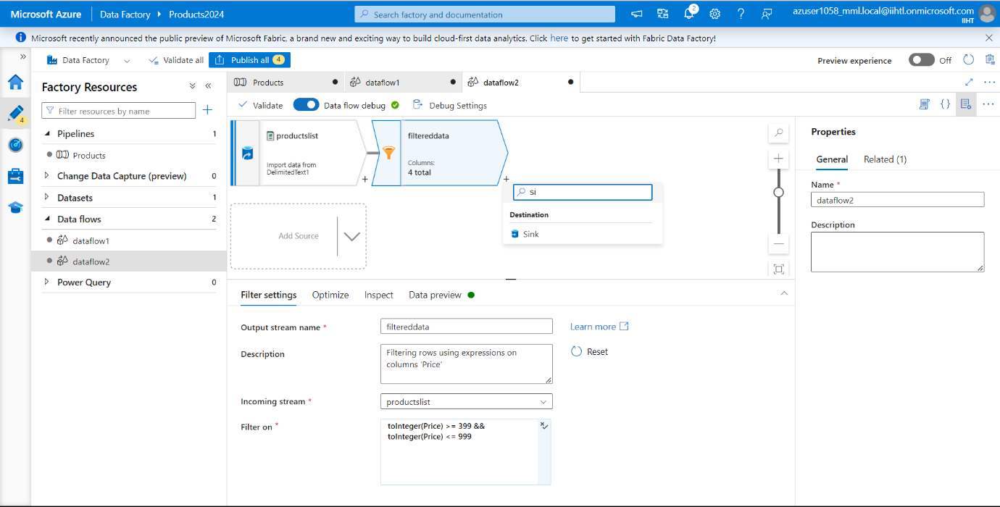 Microsoft Azure
Data Factory
Products2024
Search factory and documentation
2
azuser1058_mml.local@iihtl.onmicrosoft.com
IIHT
Microsoft recently announced the public preview of Microsoft Fabric, a brand new and exciting way to build cloud-first data analytics. Click here to get started with Fabric Data Factory!
Data Factory
Validate all
Publish all 4
Preview experience
Off
4
Factory Resources
Filter resources by name
Pipelines 1
Products
Change Data Capture (preview) 0
Datasets 1
Data flows 2
dataflow1
dataflow2
Power Query 0
Products
dataflow1
dataflow2
Validate
Data flow debug
Debug Settings
productslist
Import data from
DelimitedText1
+
filtereddata
Columns:
4 total
+
Add Source
si
Destination
Sink
Properties
General
Related (1)
Name *
dataflow2
Description
Filter settings
Optimize
Inspect
Data preview
Output stream name *
filtereddata
Learn more
Description
Filtering rows using expressions on
columns 'Price'
Reset
Incoming stream *
productslist
Filter on *
toInteger(Price) >= 399 &&
toInteger(Price) <= 999